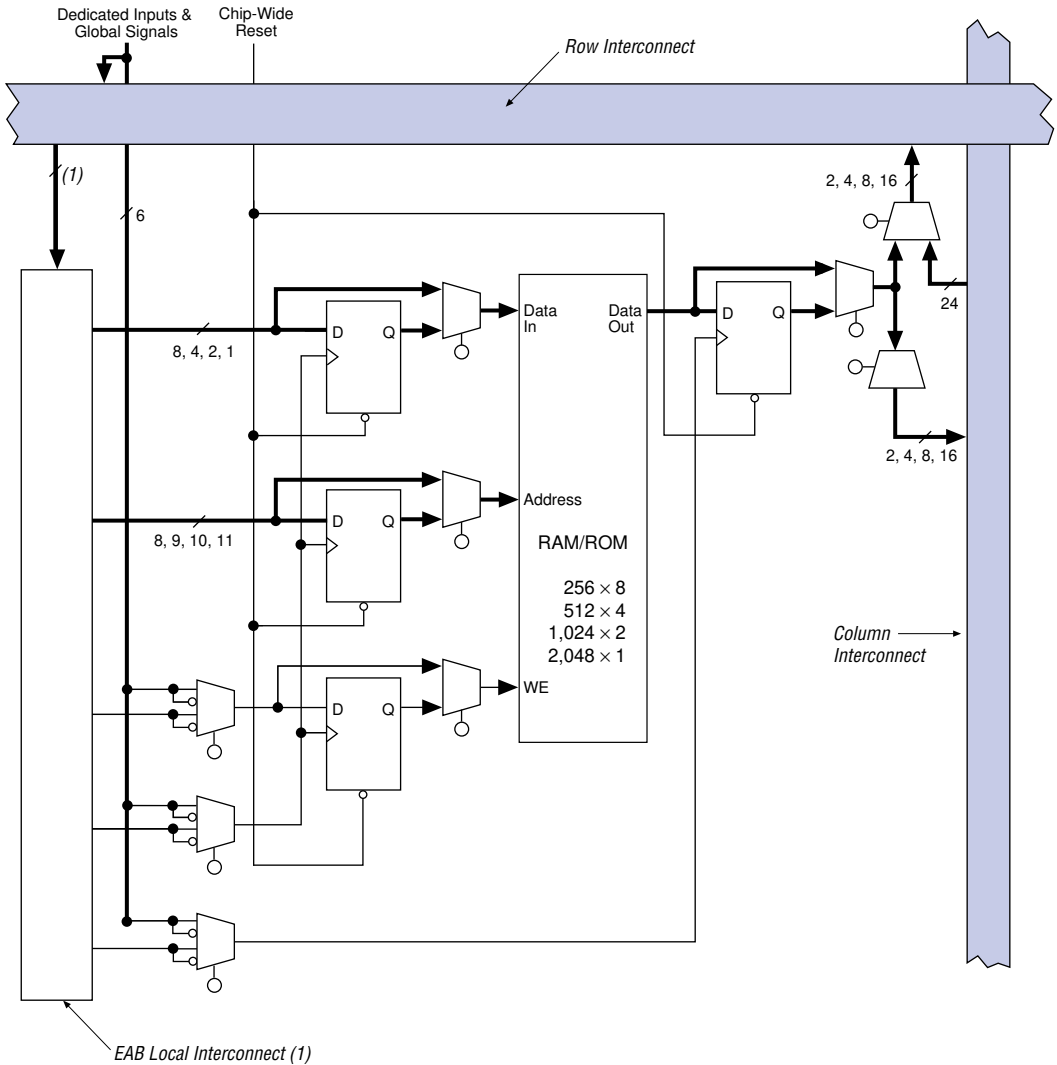 Dedicated Inputs &
Global Signals
Chip-Wide
Reset
Row Interconnect
(1)
6
2, 4, 8, 16
24
D
Q
8, 4, 2, 1
Data
In
Data
Out
D
Q
2, 4, 8, 16
D
Q
8, 9, 10, 11
Address
RAM/ROM
256 × 8
512 × 4
1,024 × 2
2,048 × 1
Column
Interconnect
D
Q
WE
EAB Local Interconnect (1)